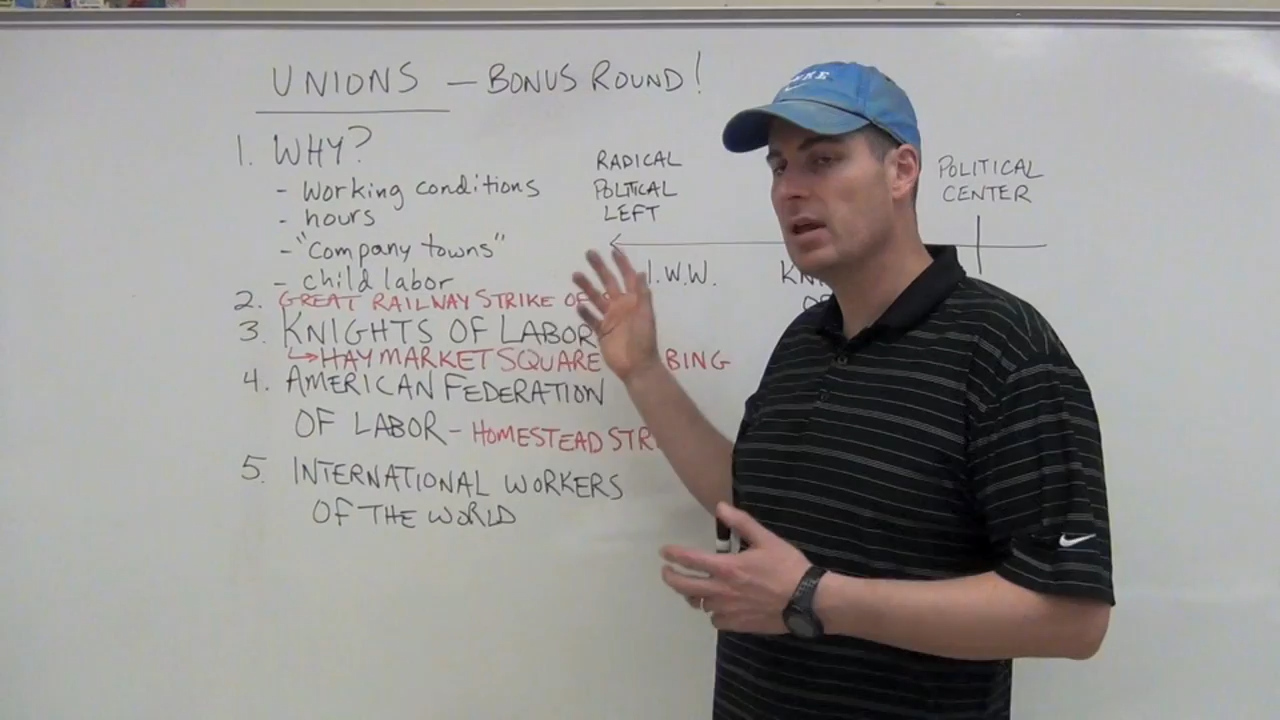 UNIONS — BONUS ROUND!
1. WHY?
- working conditions
- hours
- "Company towns"
- child labor
2. GREAT RAILWAY STRIKE OF
3. KNIGHTS OF LABOR
↳ HAYMARKET SQUARE BING
4. AMERICAN FEDERATION
OF LABOR - HOMESTEAD STR
5. INTERNATIONAL WORKERS
OF THE WORLD
RADICAL
POLITICAL
LEFT
I.W.W.
KN
POLITICAL
CENTER